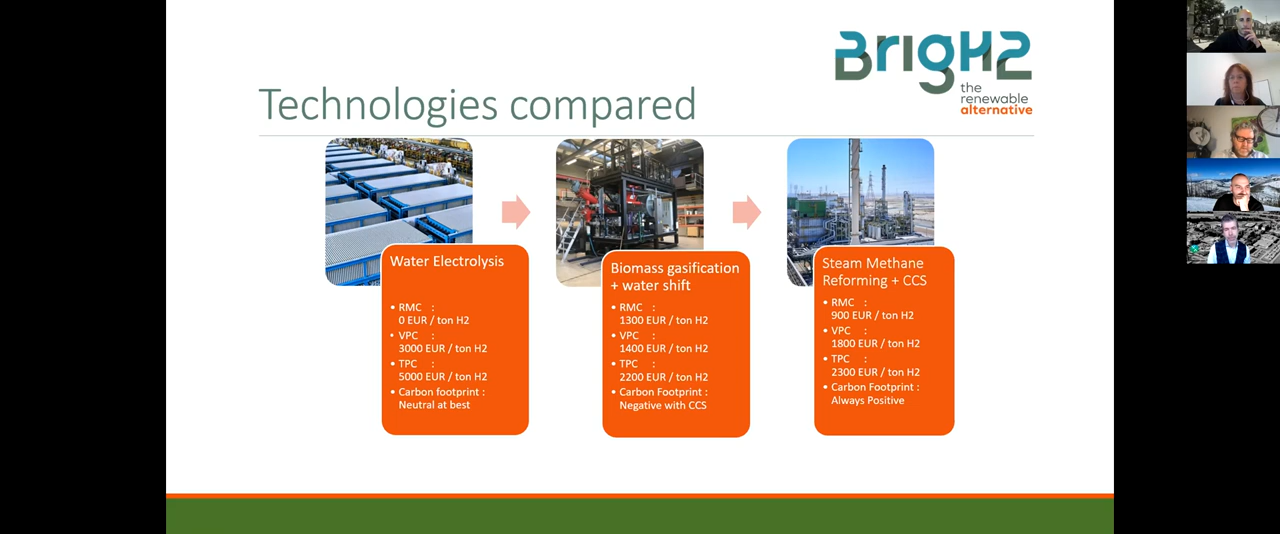 BrigH2
the
renewable
alternative
Technologies compared
Water Electrolysis
• RMC :
0 EUR / ton H2
• VPC :
3000 EUR / ton H2
• TPC :
5000 EUR / ton H2
• Carbon footprint :
Neutral at best
Biomass gasification
+ water shift
• RMC :
1300 EUR / ton H2
• VPC :
1400 EUR / ton H2
• TPC :
2200 EUR / ton H2
• Carbon Footprint :
Negative with CCS
Steam Methane
Reforming + CCS
• RMC :
900 EUR / ton H2
• VPC :
1800 EUR / ton H2
• TPC :
2300 EUR / ton H2
• Carbon Footprint :
Always Positive